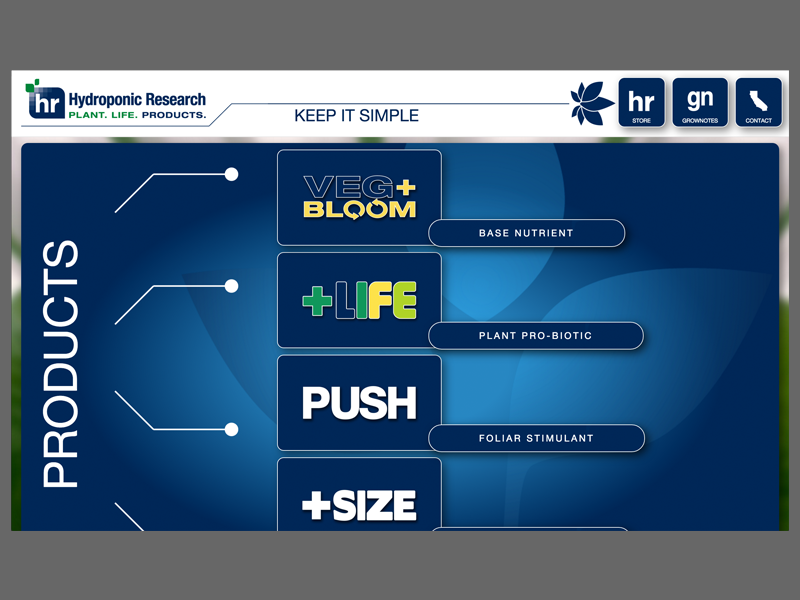 hr Hydroponic Research
PLANT. LIFE. PRODUCTS.
KEEP IT SIMPLE
hr
STORE
gn
GROWNOTES
CONTACT
PRODUCTS
VEG+
BLOOM
BASE NUTRIENT
+LIFE
PLANT PRO-BIOTIC
PUSH
FOLIAR STIMULANT
+SIZE